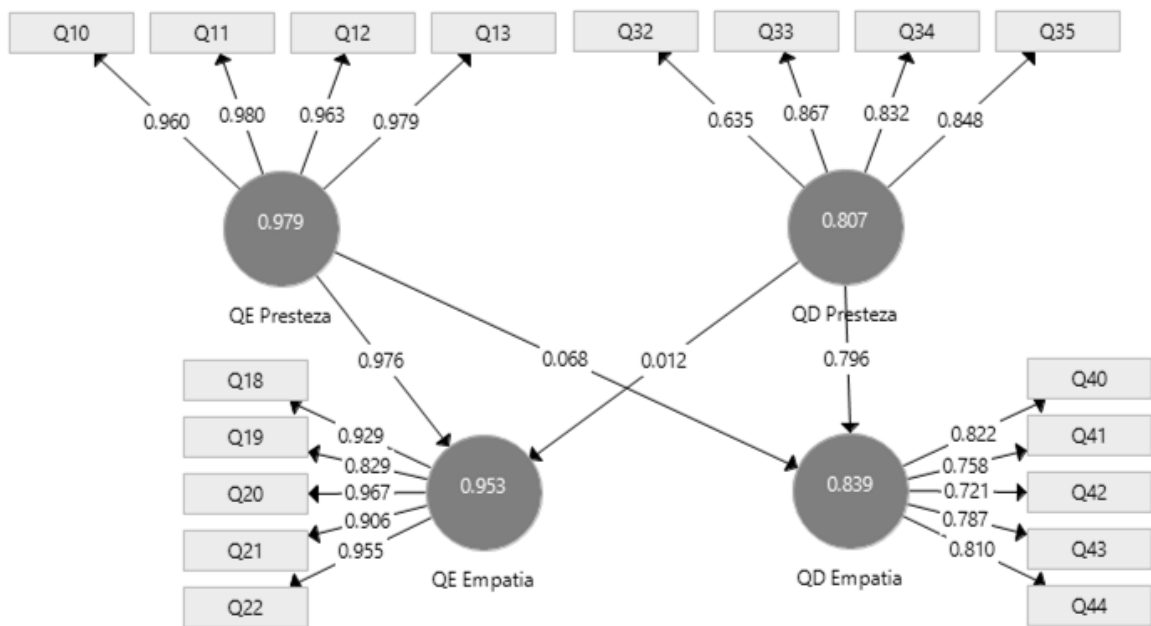 Q10 Q11 Q12 Q13 Q32 Q33 Q34 Q35
0.960 0.980 0.963 0.979 0.635 0.867 0.832 0.848
0.979 0.807
QE Presteza QD Presteza
0.976 0.068 0.012 0.796
Q18 Q40
0.929 0.822
Q19 Q41
0.829 0.758
Q20 0.967 0.953 0.839 0.721 Q42
0.906 0.787
Q21 Q43
0.955 0.810
QE Empatia QD Empatia
Q22 Q44